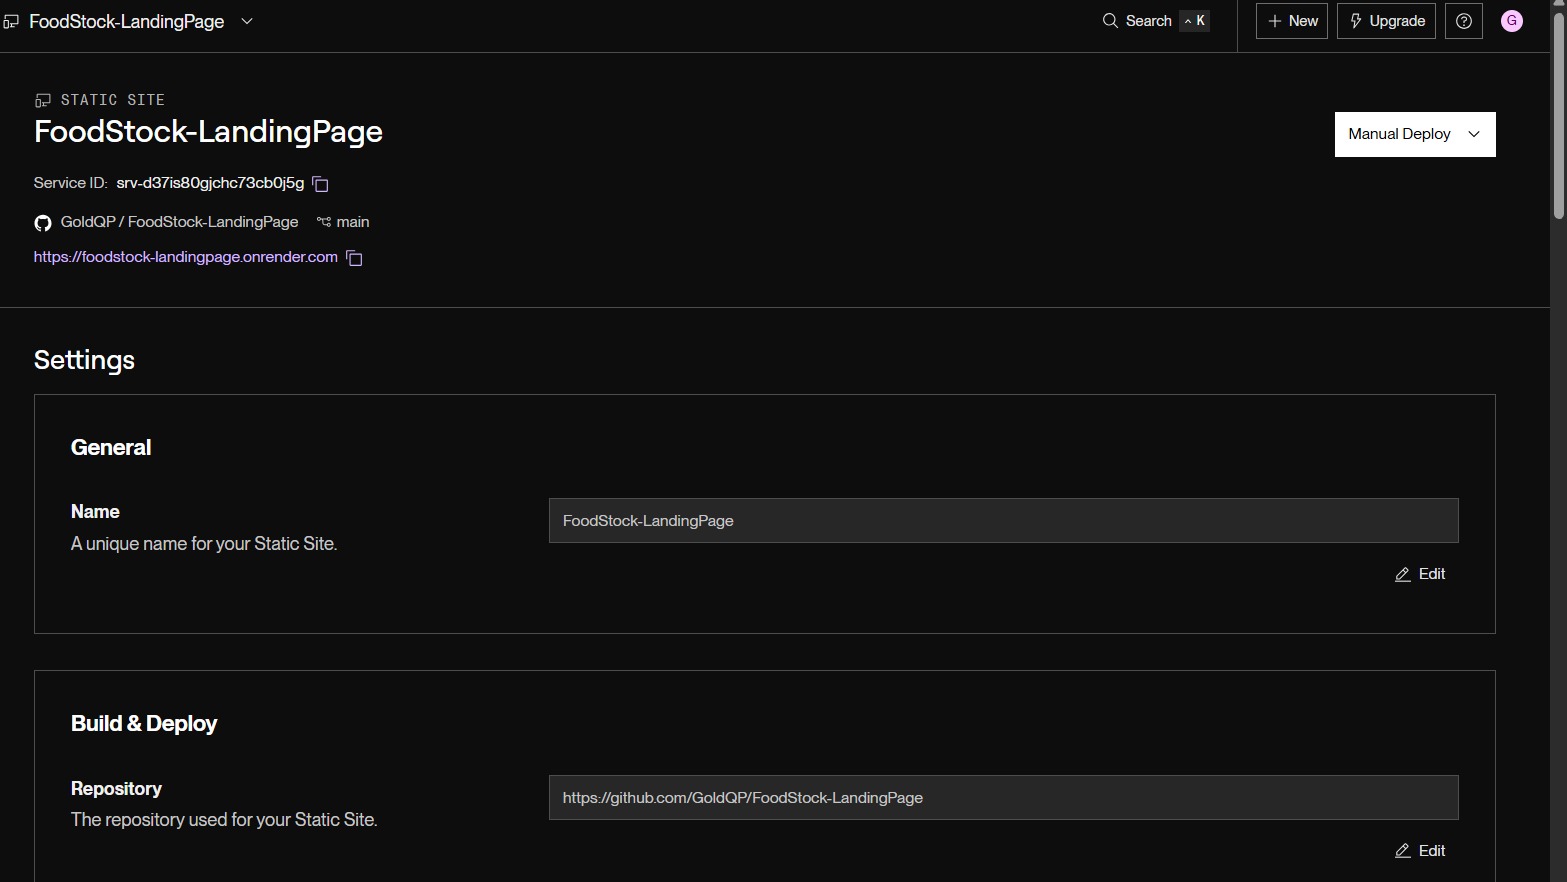 FoodStock-LandingPage
Search ^ K
+ New
Upgrade
G
STATIC SITE
FoodStock-LandingPage
Manual Deploy
Service ID: srv-d37is80gjchc73cb0j5g
GoldQP / FoodStock-LandingPage main
https://foodstock-landingpage.onrender.com
Settings
General
Name
A unique name for your Static Site.
FoodStock-LandingPage
Edit
Build & Deploy
Repository
The repository used for your Static Site.
https://github.com/GoldQP/FoodStock-LandingPage
Edit